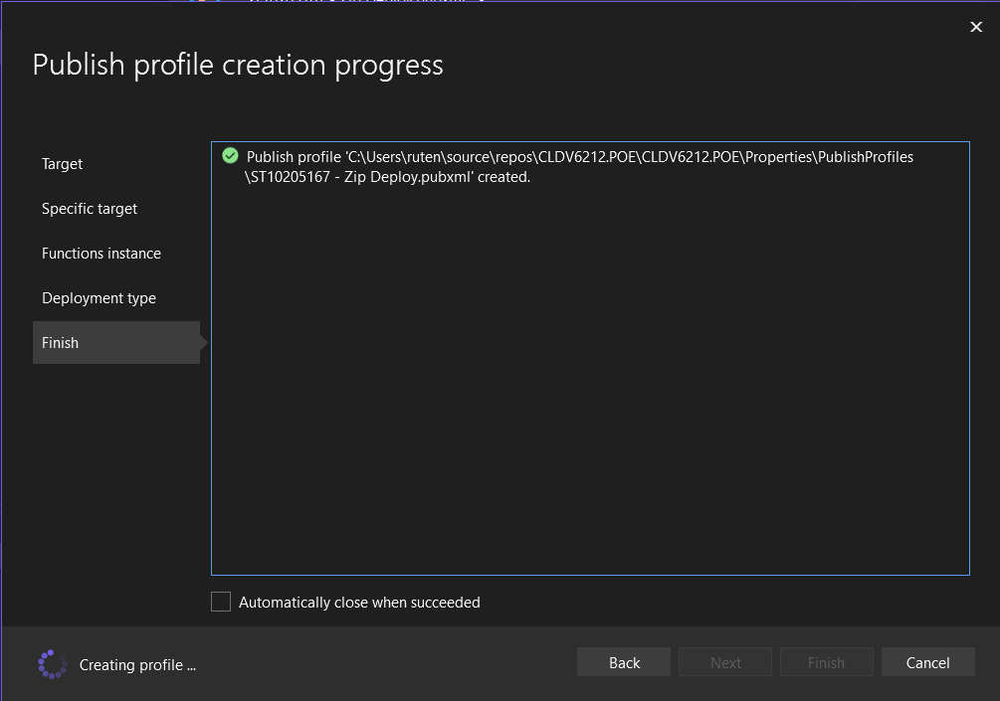 Publish profile creation progress
Target
Specific target
Functions instance
Deployment type
Finish
Publish profile 'C:\Users\ruten\source\repos\CLDV6212.POE\CLDV6212.POE\Properties\PublishProfiles
\ST10205167 - Zip Deploy.pubxml' created.
Automatically close when succeeded
Creating profile ...
Back
Next
Finish
Cancel